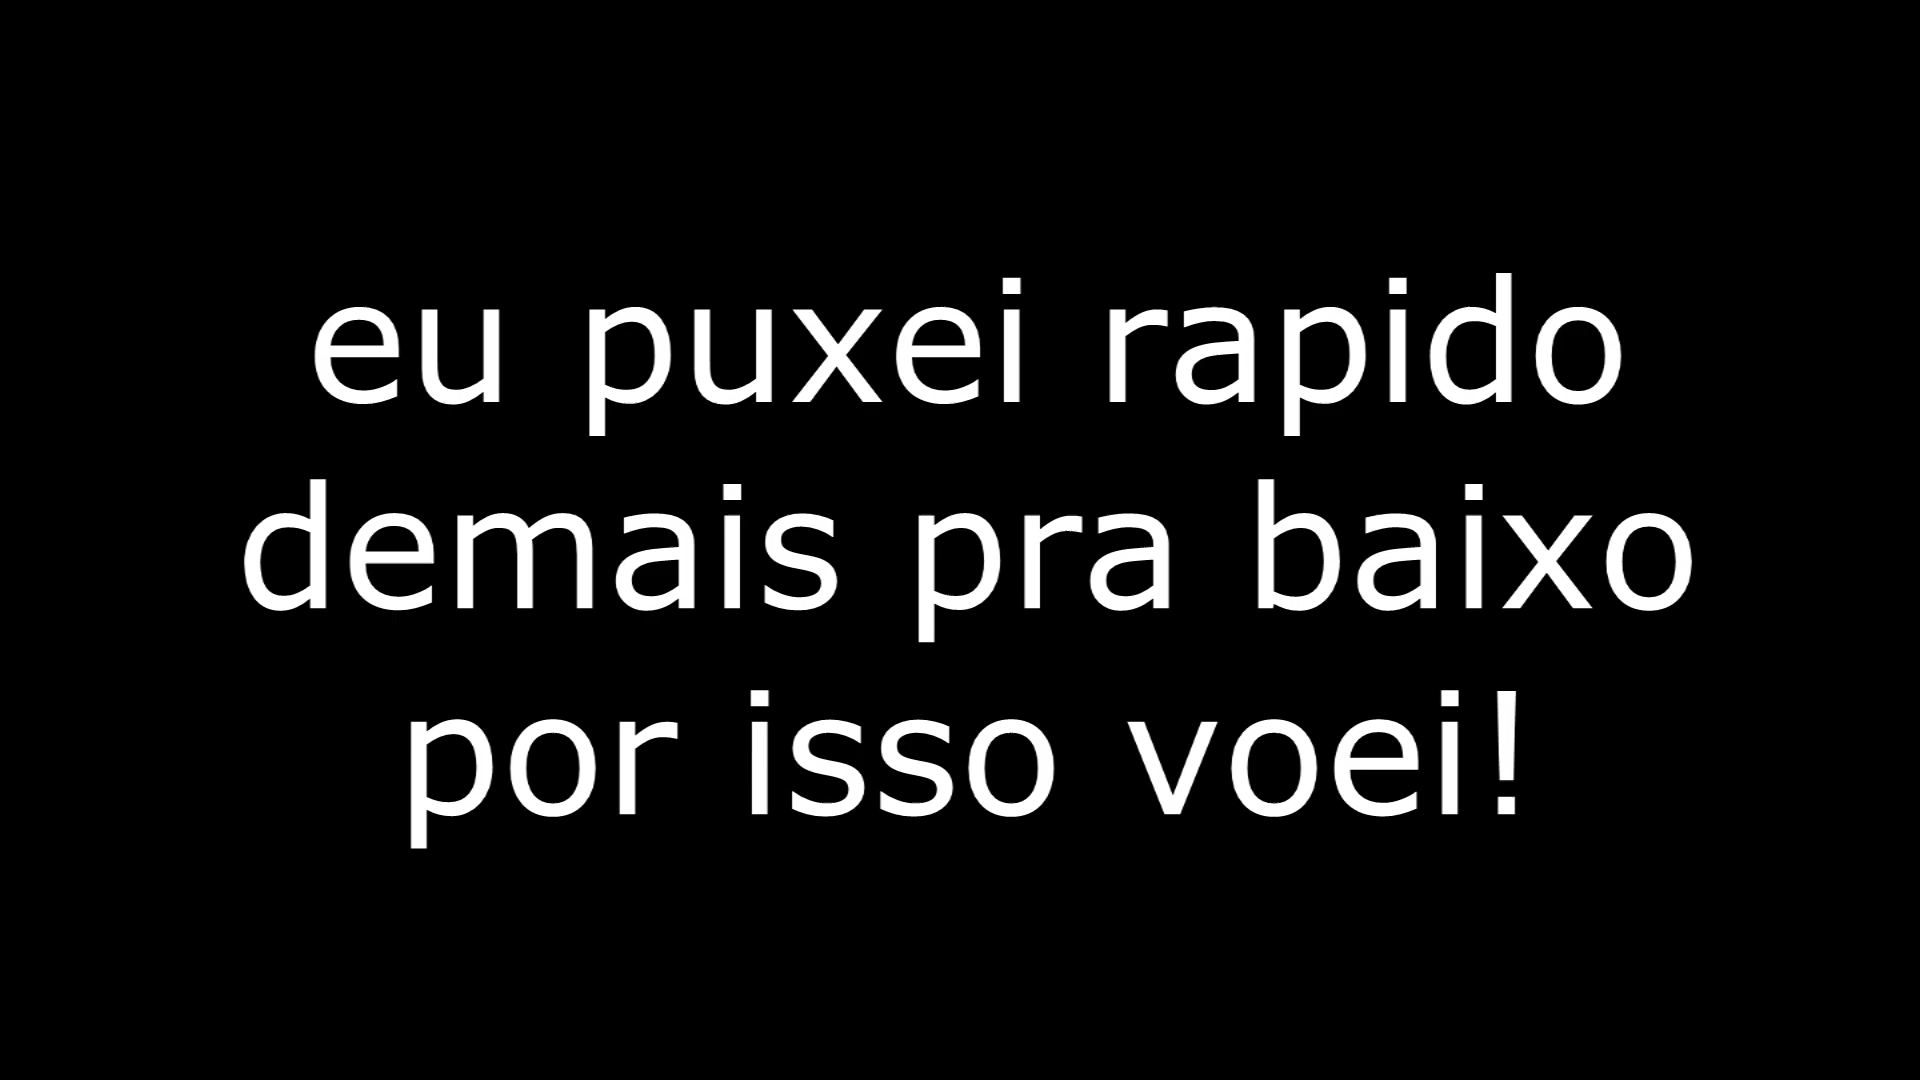 eu puxei rapido
demais pra baixo
por isso voei!